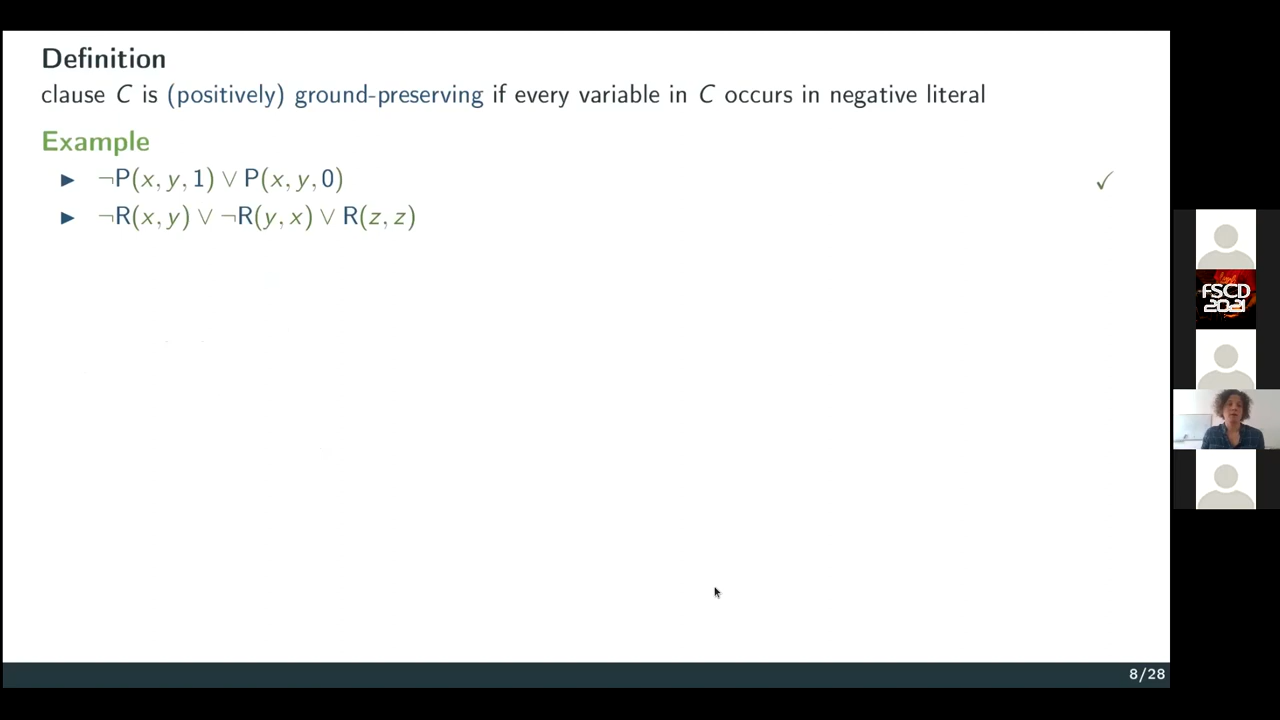 Definition
clause C is (positively) ground-preserving if every variable in C occurs in negative literal
Example
▶ ¬P(x, y, 1) ∨ P(x, y, 0) ✓
▶ ¬R(x, y) ∨ ¬R(y, x) ∨ R(z, z)
FSCD
2021
8/28